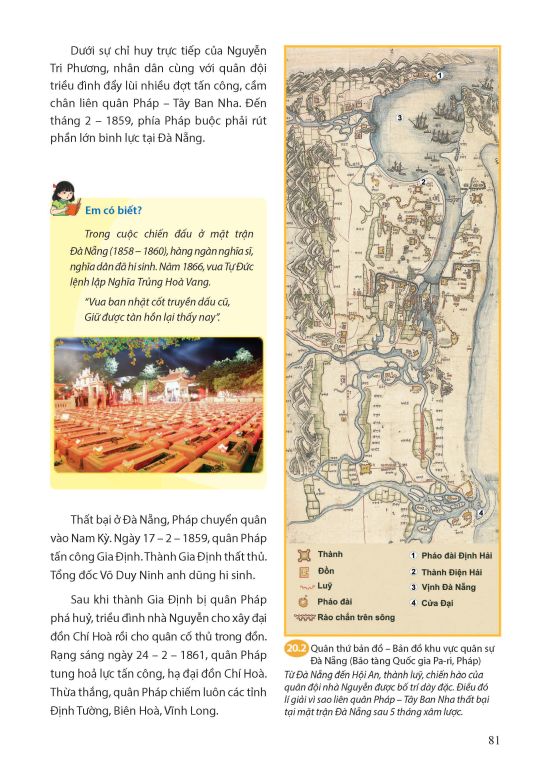 Dưới sự chỉ huy trực tiếp của Nguyễn
Tri Phương, nhân dân cùng với quân đội
triều đình đẩy lùi nhiều đợt tấn công, cầm
chân liên quân Pháp – Tây Ban Nha. Đến
tháng 2 – 1859, phía Pháp buộc phải rút
phần lớn binh lực tại Đà Nẵng.
Em có biết?
Trong cuộc chiến đấu ở mặt trận
Đà Nẵng (1858 – 1860), hàng ngàn nghĩa sĩ,
nghĩa dân đã hi sinh. Năm 1866, vua Tự Đức
lệnh lập Nghĩa Trủng Hoà Vang.
“Vua ban nhặt cốt truyền dấu cũ,
Giữ được tàn hồn lại thấy nay”.
Thất bại ở Đà Nẵng, Pháp chuyển quân
vào Nam Kỳ. Ngày 17 – 2 – 1859, quân Pháp
tấn công Gia Định. Thành Gia Định thất thủ.
Tổng đốc Võ Duy Ninh anh dũng hi sinh.
Sau khi thành Gia Định bị quân Pháp
phá huỷ, triều đình nhà Nguyễn cho xây đại
đồn Chí Hoà rồi cho quân cố thủ trong đồn.
Rạng sáng ngày 24 – 2 – 1861, quân Pháp
tung hoả lực tấn công, hạ đại đồn Chí Hoà.
Thừa thắng, quân Pháp chiếm luôn các tỉnh
Định Tường, Biên Hoà, Vĩnh Long.
1
3
2
4
Thành
Đồn
Luỹ
Pháo đài
Rào chắn trên sông
1 Pháo đài Định Hải
2 Thành Điện Hải
3 Vịnh Đà Nẵng
4 Cửa Đại
20.2 Quân thứ bản đồ – Bản đồ khu vực quân sự
Đà Nẵng (Bảo tàng Quốc gia Pa-ri, Pháp)
Từ Đà Nẵng đến Hội An, thành luỹ, chiến hào của
quân đội nhà Nguyễn được bố trí dày đặc. Điều đó
lí giải vì sao liên quân Pháp – Tây Ban Nha thất bại
tại mặt trận Đà Nẵng sau 5 tháng xâm lược.
81